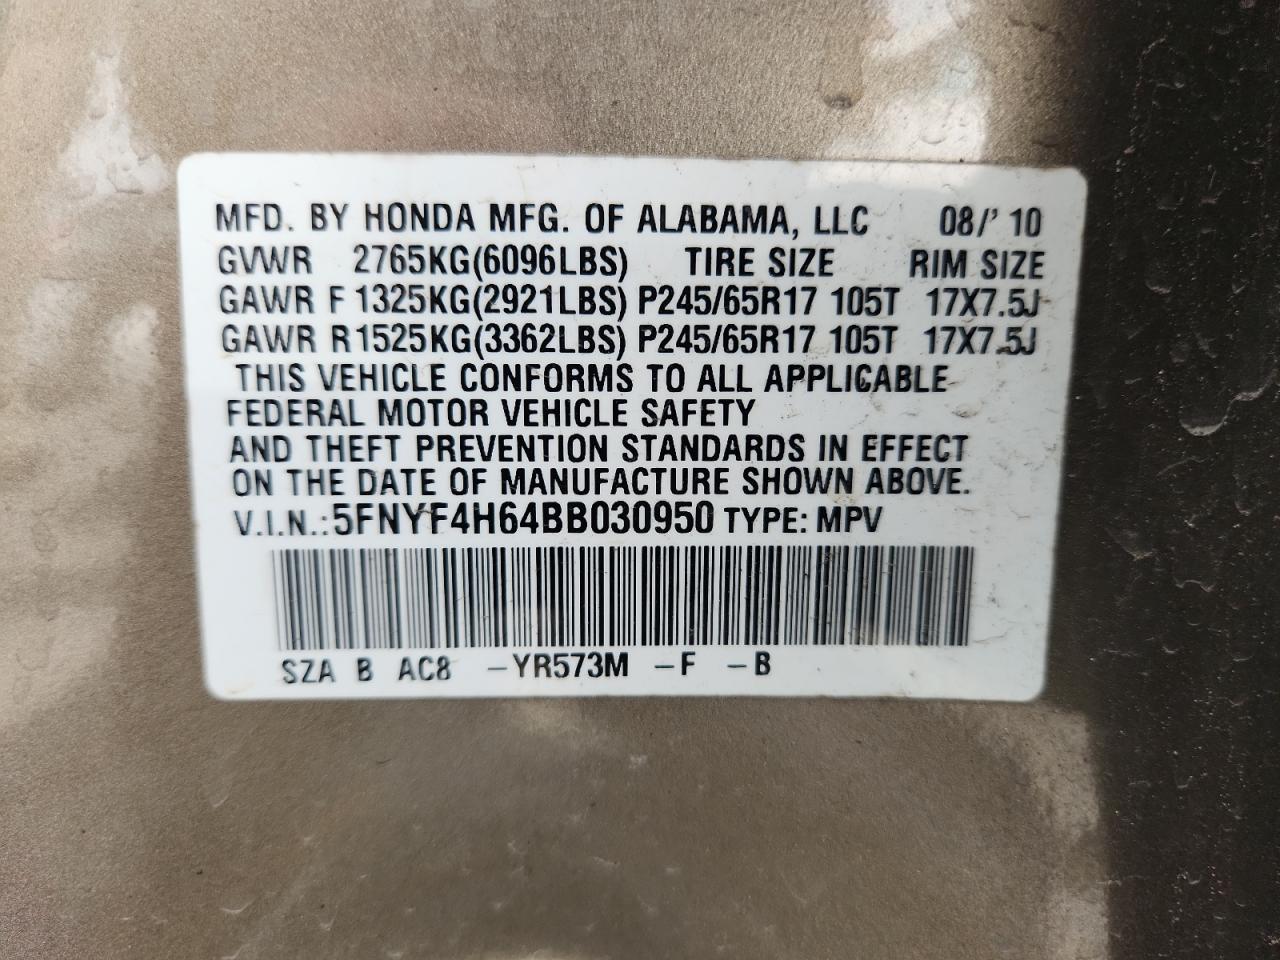 MFD. BY HONDA MFG. OF ALABAMA, LLC 08/'10
GVWR 2765KG(6096LBS) TIRE SIZE RIM SIZE
GAWR F 1325KG(2921LBS) P245/65R17 105T 17X7.5J
GAWR R 1525KG(3362LBS) P245/65R17 105T 17X7.5J
THIS VEHICLE CONFORMS TO ALL APPLICABLE
FEDERAL MOTOR VEHICLE SAFETY
AND THEFT PREVENTION STANDARDS IN EFFECT
ON THE DATE OF MANUFACTURE SHOWN ABOVE.
V.I.N.: 5FNYF4H64BB030950 TYPE: MPV
SZA B AC8 -YR573M -F -B